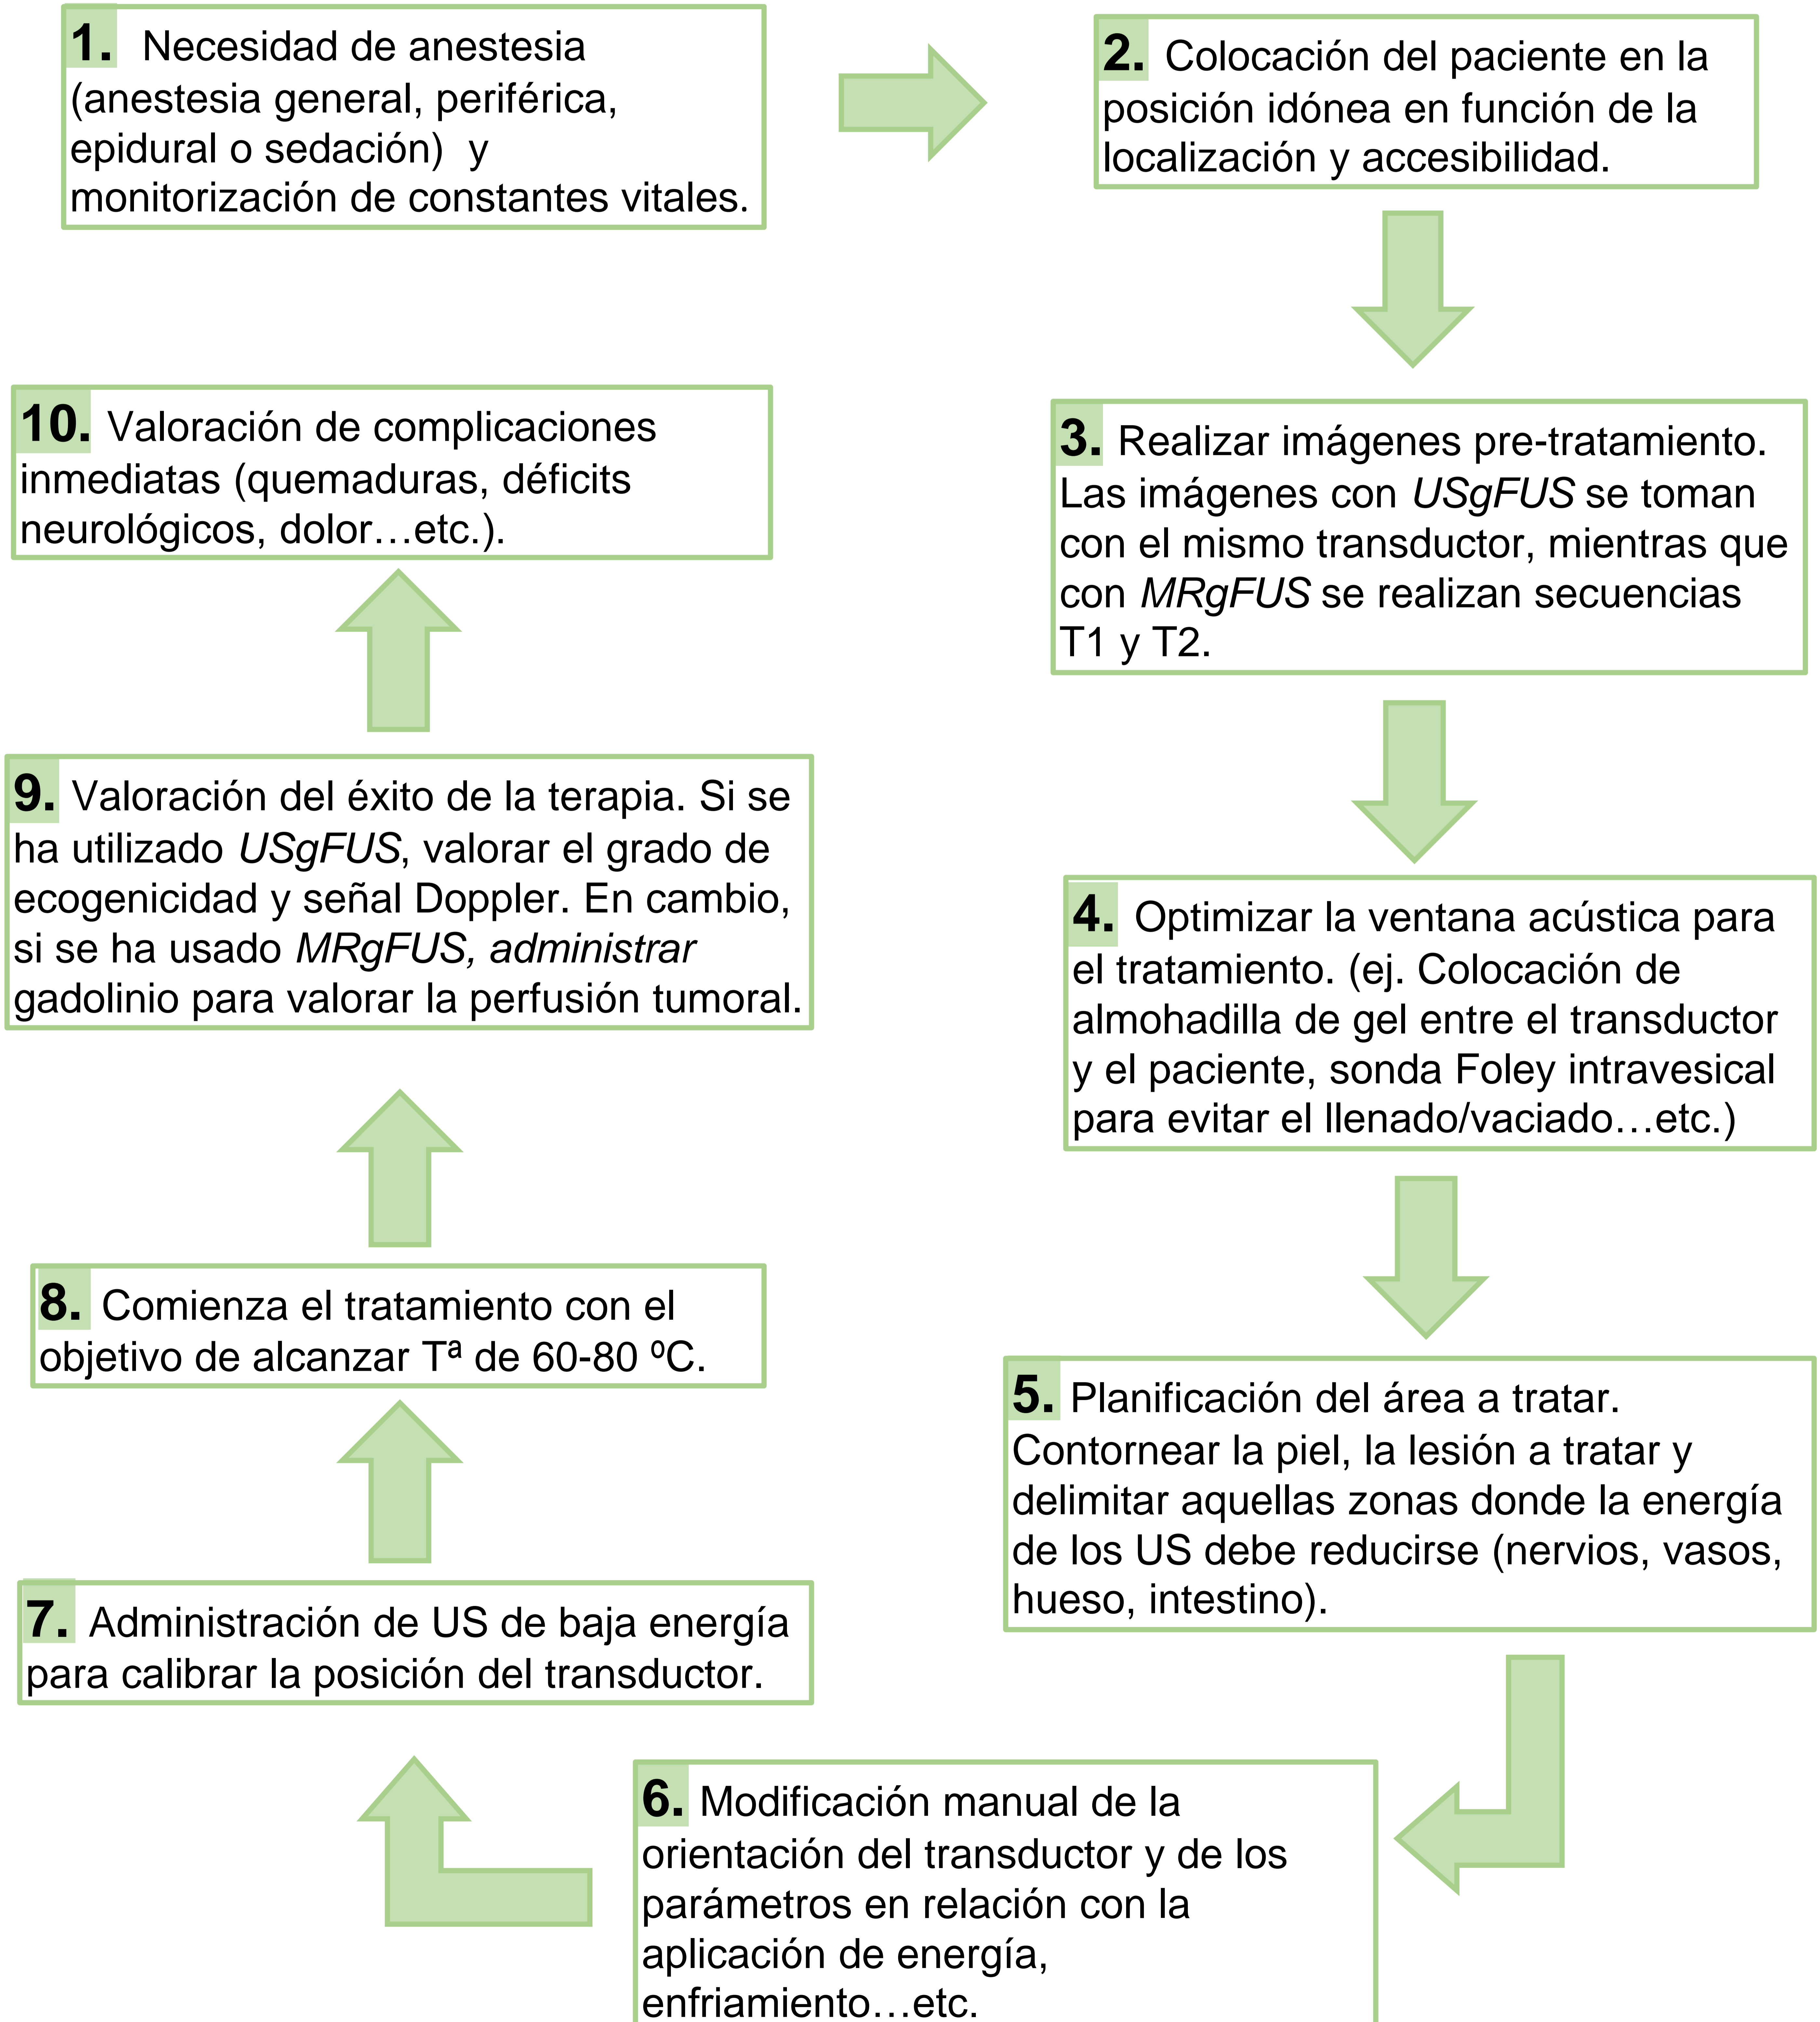 1. Necesidad de anestesia
(anestesia general, periférica,
epidural o sedación) y
monitorización de constantes vitales.
2. Colocación del paciente en la
posición idónea en función de la
localización y accesibilidad.
3. Realizar imágenes pre-tratamiento.
Las imágenes con USgFUS se toman
con el mismo transductor, mientras que
con MRgFUS se realizan secuencias
T1 y T2.
4. Optimizar la ventana acústica para
el tratamiento. (ej. Colocación de
almohadilla de gel entre el transductor
y el paciente, sonda Foley intravesical
para evitar el llenado/vaciado…etc.)
5. Planificación del área a tratar.
Contornear la piel, la lesión a tratar y
delimitar aquellas zonas donde la energía
de los US debe reducirse (nervios, vasos,
hueso, intestino).
6. Modificación manual de la
orientación del transductor y de los
parámetros en relación con la
aplicación de energía,
enfriamiento…etc.
7. Administración de US de baja energía
para calibrar la posición del transductor.
8. Comienza el tratamiento con el
objetivo de alcanzar Tª de 60-80 ºC.
9. Valoración del éxito de la terapia. Si se
ha utilizado USgFUS, valorar el grado de
ecogenicidad y señal Doppler. En cambio,
si se ha usado MRgFUS, administrar
gadolinio para valorar la perfusión tumoral.
10. Valoración de complicaciones
inmediatas (quemaduras, déficits
neurológicos, dolor…etc.).